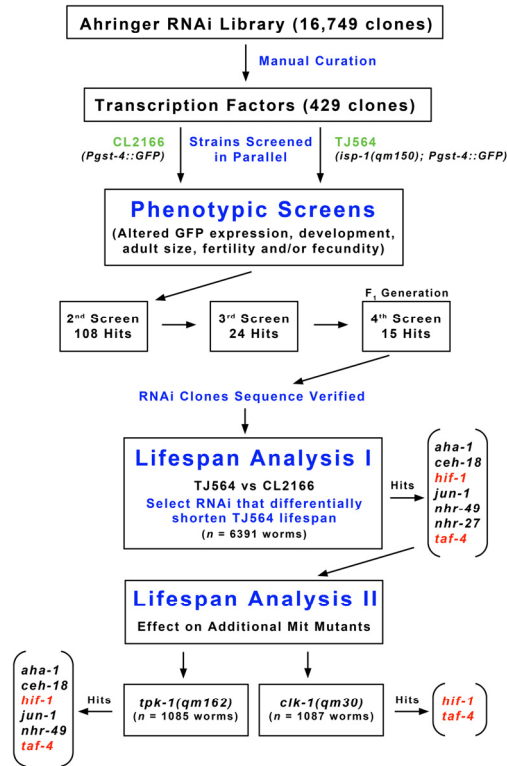 Ahringer RNAi Library (16,749 clones)
Manual Curation
Transcription Factors (429 clones)
CL2166
(Pgst-4::GFP)
Strains Screened
in Parallel
TJ564
(isp-1(qm150); Pgst-4::GFP)
Phenotypic Screens
(Altered GFP expression, development,
adult size, fertility and/or fecundity)
2nd Screen
108 Hits
3rd Screen
24 Hits
F1 Generation
4th Screen
15 Hits
RNAi Clones Sequence Verified
Lifespan Analysis I
TJ564 vs CL2166
Select RNAi that differentially
shorten TJ564 lifespan
(n = 6391 worms)
Hits
aha-1
ceh-18
hif-1
jun-1
nhr-49
nhr-27
taf-4
Lifespan Analysis II
Effect on Additional Mit Mutants
aha-1
ceh-18
hif-1
jun-1
nhr-49
taf-4
Hits
tpk-1(qm162)
(n = 1085 worms)
clk-1(qm30)
(n = 1087 worms)
Hits
hif-1
taf-4